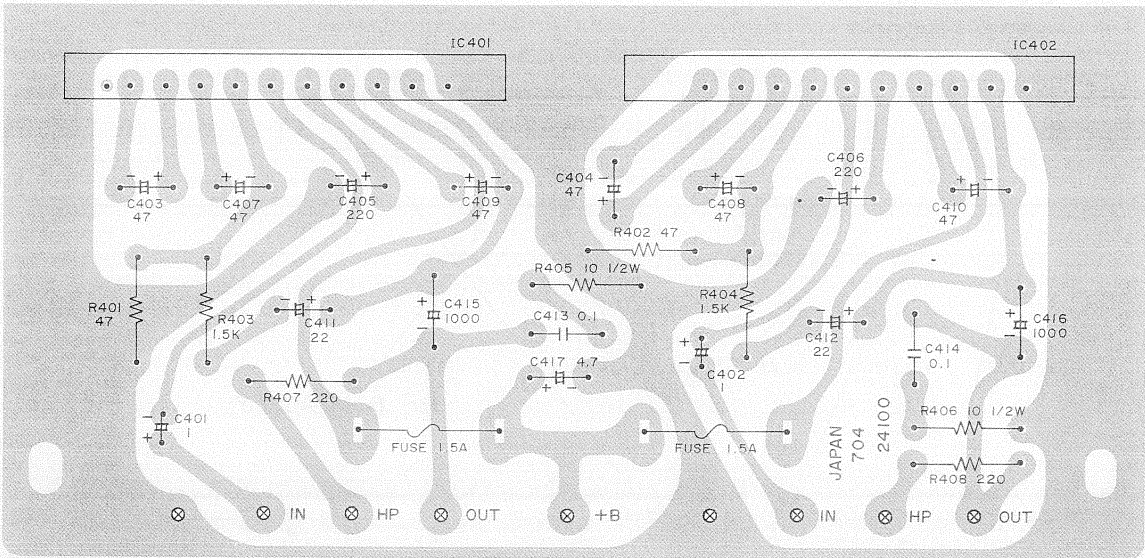 IC401
IC402
C403
47
C407
47
C405
220
C409
47
C404
47
C408
47
C406
220
C410
47
R402 47
R405 10 1/2W
R401
47
R403
1.5K
C411
22
C415
1000
C413 0.1
C417 4.7
R404
1.5K
C402
1
C412
22
C414
0.1
C416
1000
R407 220
C401
1
FUSE 1.5A
FUSE 1.5A
JAPAN
704
24100
R406 10 1/2W
R408 220
IN
HP
OUT
+B
IN
HP
OUT